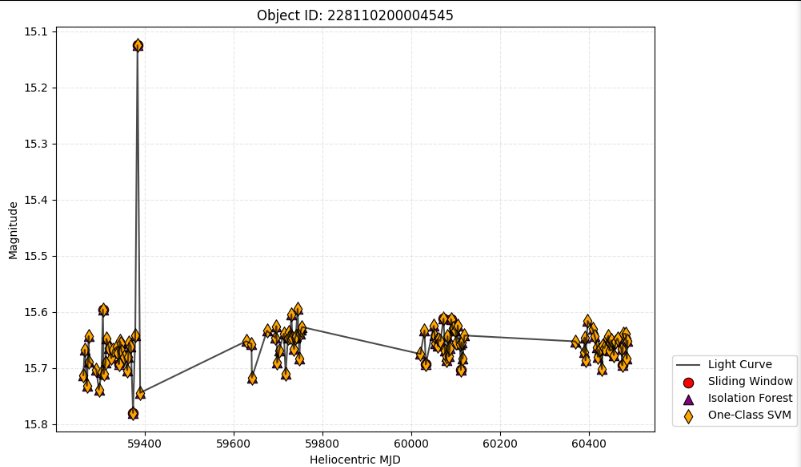 Object ID: 228110200004545
15.1
15.2
15.3
15.4
15.5
15.6
15.7
15.8
Magnitude
59400
59600
59800
60000
60200
60400
Heliocentric MJD
Light Curve
Sliding Window
Isolation Forest
One-Class SVM